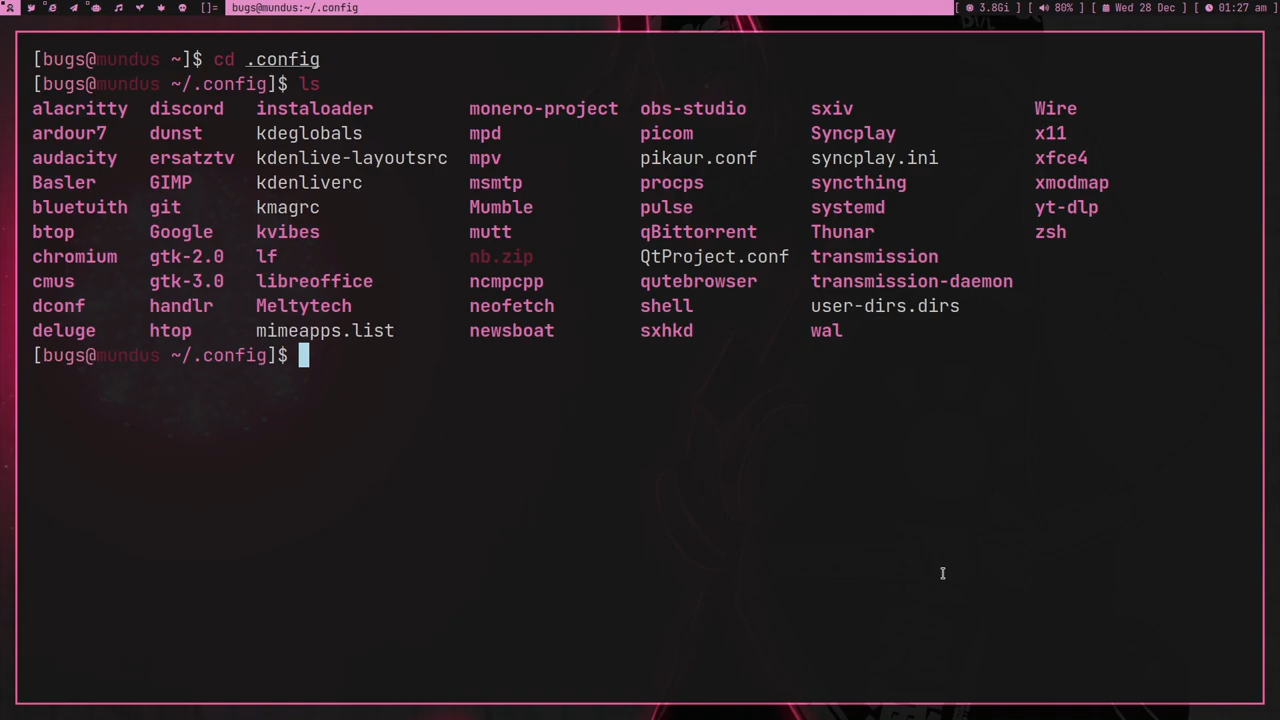 []= bugs@mundus:~/.config [ 3.8Gi ] [ 80% ] [ Wed 28 Dec ] [ 01:27 am ]
[bugs@mundus ~]$ cd .config
[bugs@mundus ~/.config]$ ls
alacritty discord instaloader monero-project obs-studio sxiv Wire
ardour7 dunst kdeglobals mpd picom Syncplay x11
audacity ersatztv kdenlive-layoutsrc mpv pikaur.conf syncplay.ini xfce4
Basler GIMP kdenliverc msmtp procps syncthing xmodmap
bluetuith git kmagrc Mumble pulse systemd yt-dlp
btop Google kvibes mutt qBittorrent Thunar zsh
chromium gtk-2.0 lf nb.zip QtProject.conf transmission
cmus gtk-3.0 libreoffice ncmpcpp qutebrowser transmission-daemon
dconf handlr Meltytech neofetch shell user-dirs.dirs
deluge htop mimeapps.list newsboat sxhkd wal
[bugs@mundus ~/.config]$